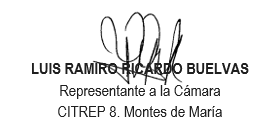 LUIS RAMIRO RICARDO BUELVAS
Representante a la Cámara
CITREP 8. Montes de María